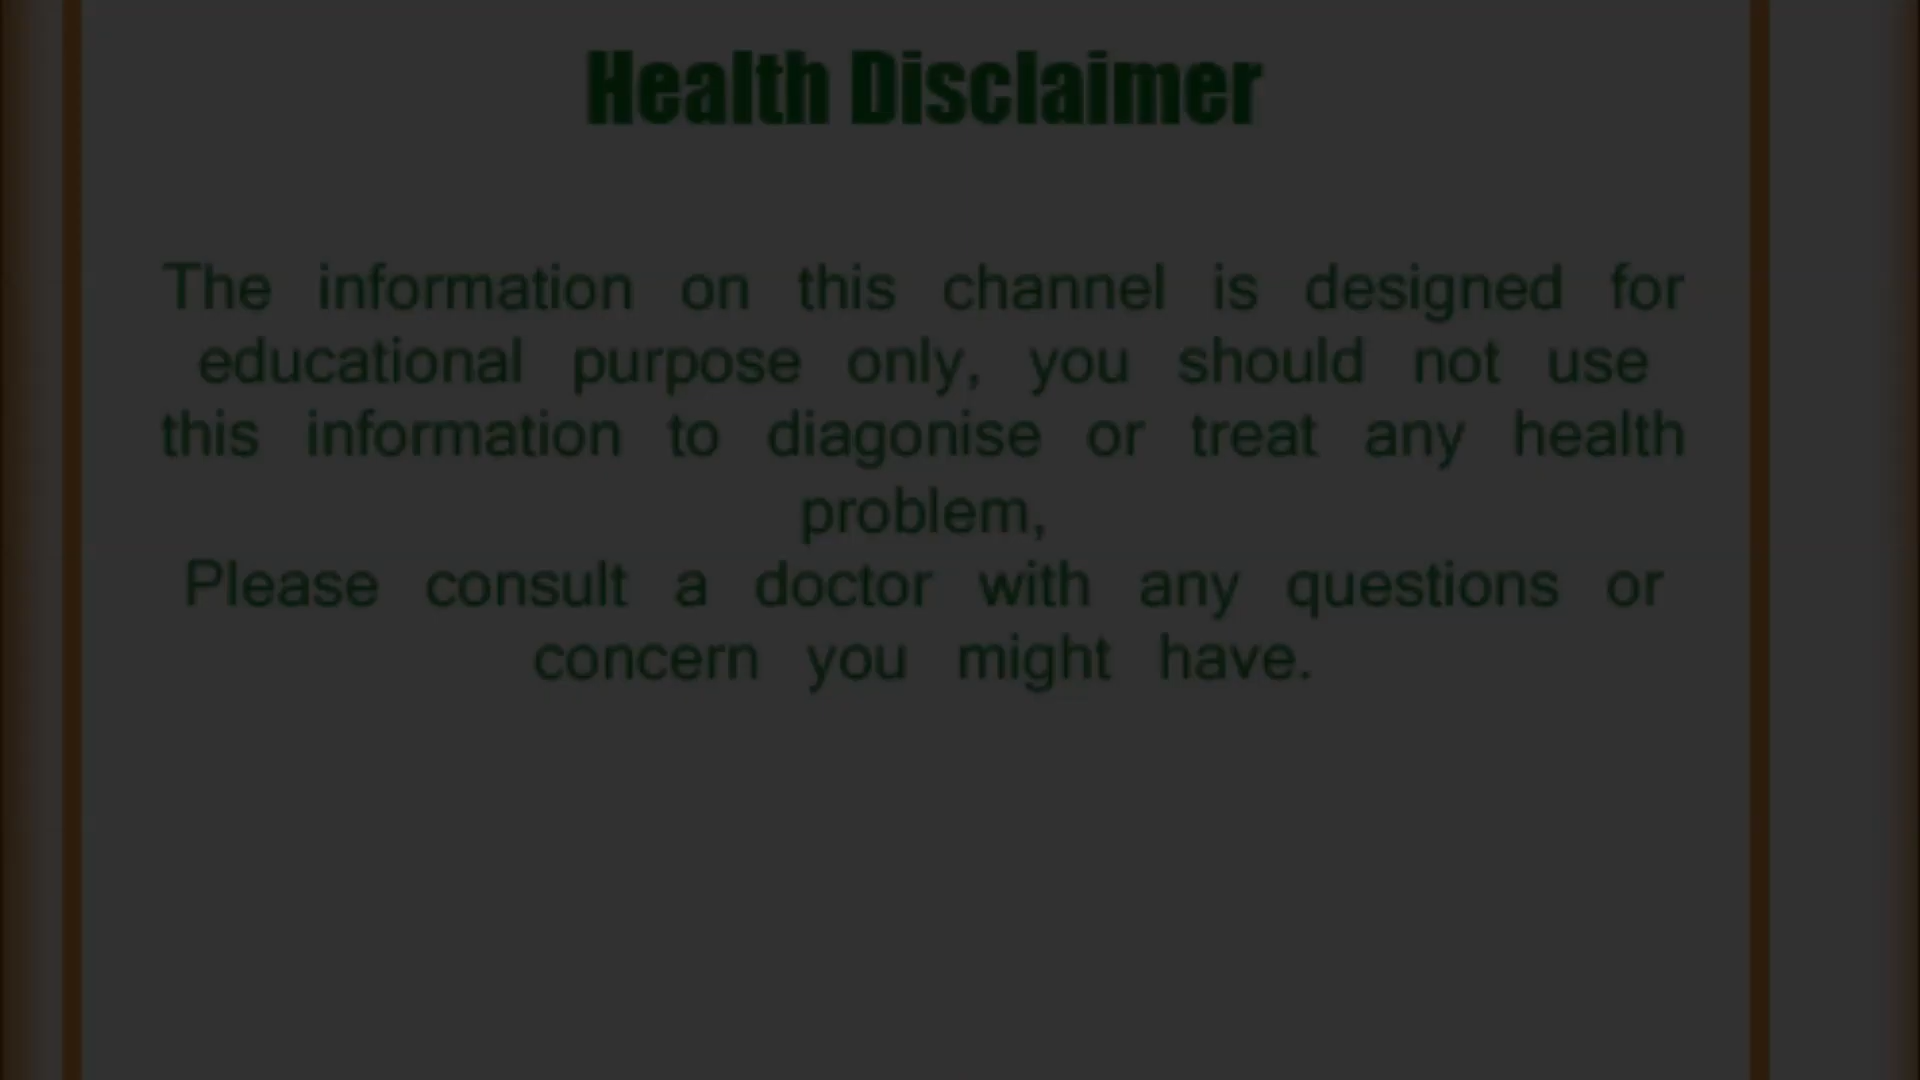 Health Disclaimer
The information on this channel is designed for
educational purpose only, you should not use
this information to diagonise or treat any health
problem,
Please consult a doctor with any questions or
concern you might have.